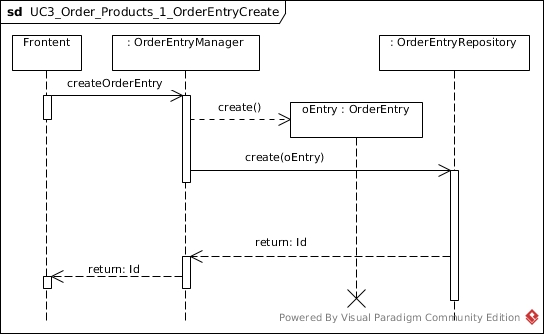 sd UC3_Order_Products_1_OrderEntryCreate
Frontent
: OrderEntryManager
: OrderEntryRepository
createOrderEntry
create()
oEntry : OrderEntry
create(oEntry)
return: Id
return: Id
Powered By Visual Paradigm Community Edition